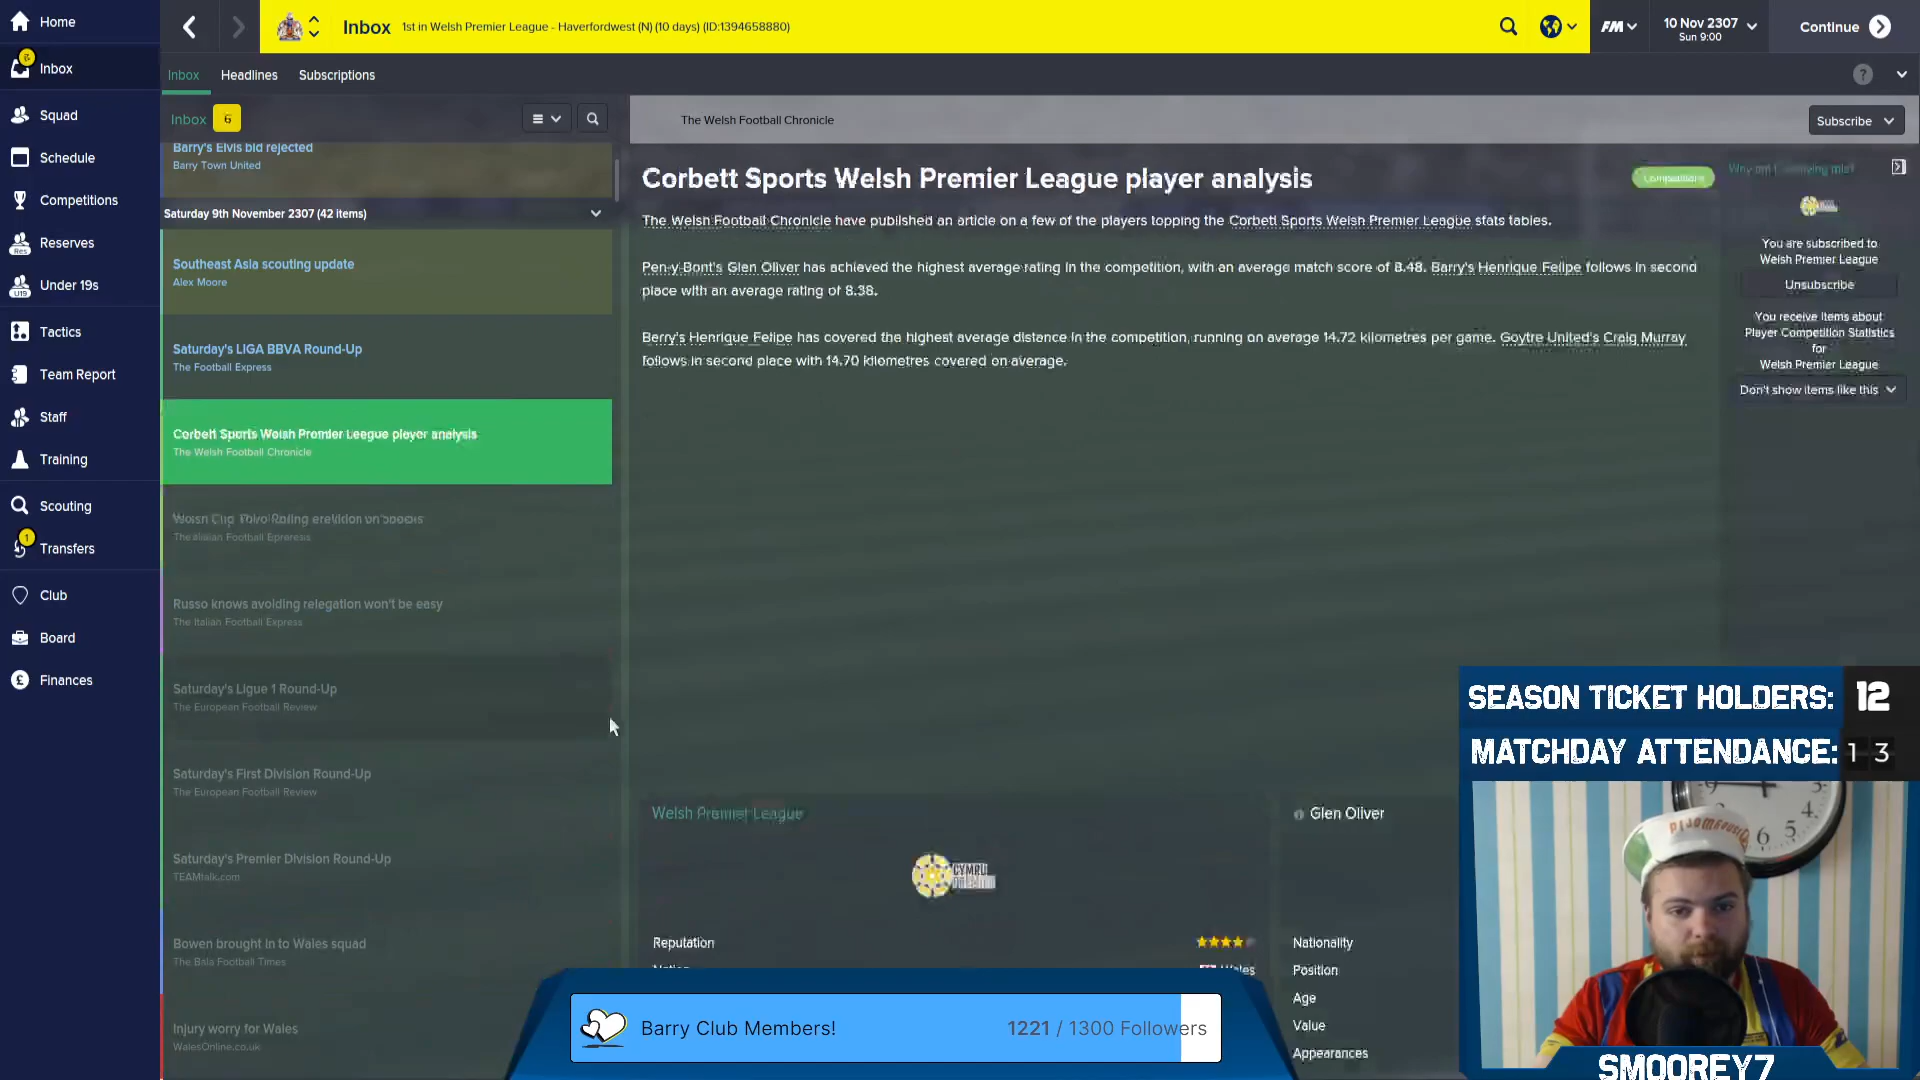 Home
Inbox
1st in Welsh Premier League - Haverfordwest (N) (10 days) (ID:1394658880)
FM
10 Nov 2307
Sun 9:00
Continue
Inbox
Squad
Schedule
Competitions
Reserves
Under 19s
Tactics
Team Report
Staff
Training
Scouting
1
Transfers
Club
Board
Finances
Inbox
Headlines
Subscriptions
Inbox
6
Barry's Elvis bid rejected
Barry Town United
Saturday 9th November 2307 (42 items)
Southeast Asia scouting update
Alex Moore
Saturday's LIGA BBVA Round-Up
The Football Express
Corbett Sports Welsh Premier League player analysis
The Welsh Football Chronicle
Russo knows avoiding relegation won't be easy
The Italian Football Express
Saturday's Ligue 1 Round-Up
The European Football Review
Saturday's First Division Round-Up
The European Football Review
Saturday's Premier Division Round-Up
TEAMtalk.com
Bowen brought in to Wales squad
The Bala Football Times
Injury worry for Wales
WalesOnline.co.uk
The Welsh Football Chronicle
Subscribe
Corbett Sports Welsh Premier League player analysis
The Welsh Football Chronicle have published an article on a few of the players topping the Corbett Sports Welsh Premier League stats tables.
Pen-y Bont's Glen Oliver has achieved the highest average rating in the competition, with an average match score of 8.48. Barry's Henrique Felipe follows in second
place with an average rating of 8.38.
Barry's Henrique Felipe has covered the highest average distance in the competition, running on average 14.72 kilometres per game. Goytre United's Craig Murray
follows in second place with 14.70 kilometres covered on average.
Competitions
Why am I receiving this?
You are subscribed to
Welsh Premier League
Unsubscribe
You receive items about
Player Competition Statistics
for
Welsh Premier League
Don't show items like this
Welsh Premier League
CYMRU
Reputation
Wales
Glen Oliver
Nationality
Position
Age
Value
Appearances
SEASON TICKET HOLDERS: 12
MATCHDAY ATTENDANCE: 1 3
Barry Club Members!
1221 / 1300 Followers
SMOOREY7